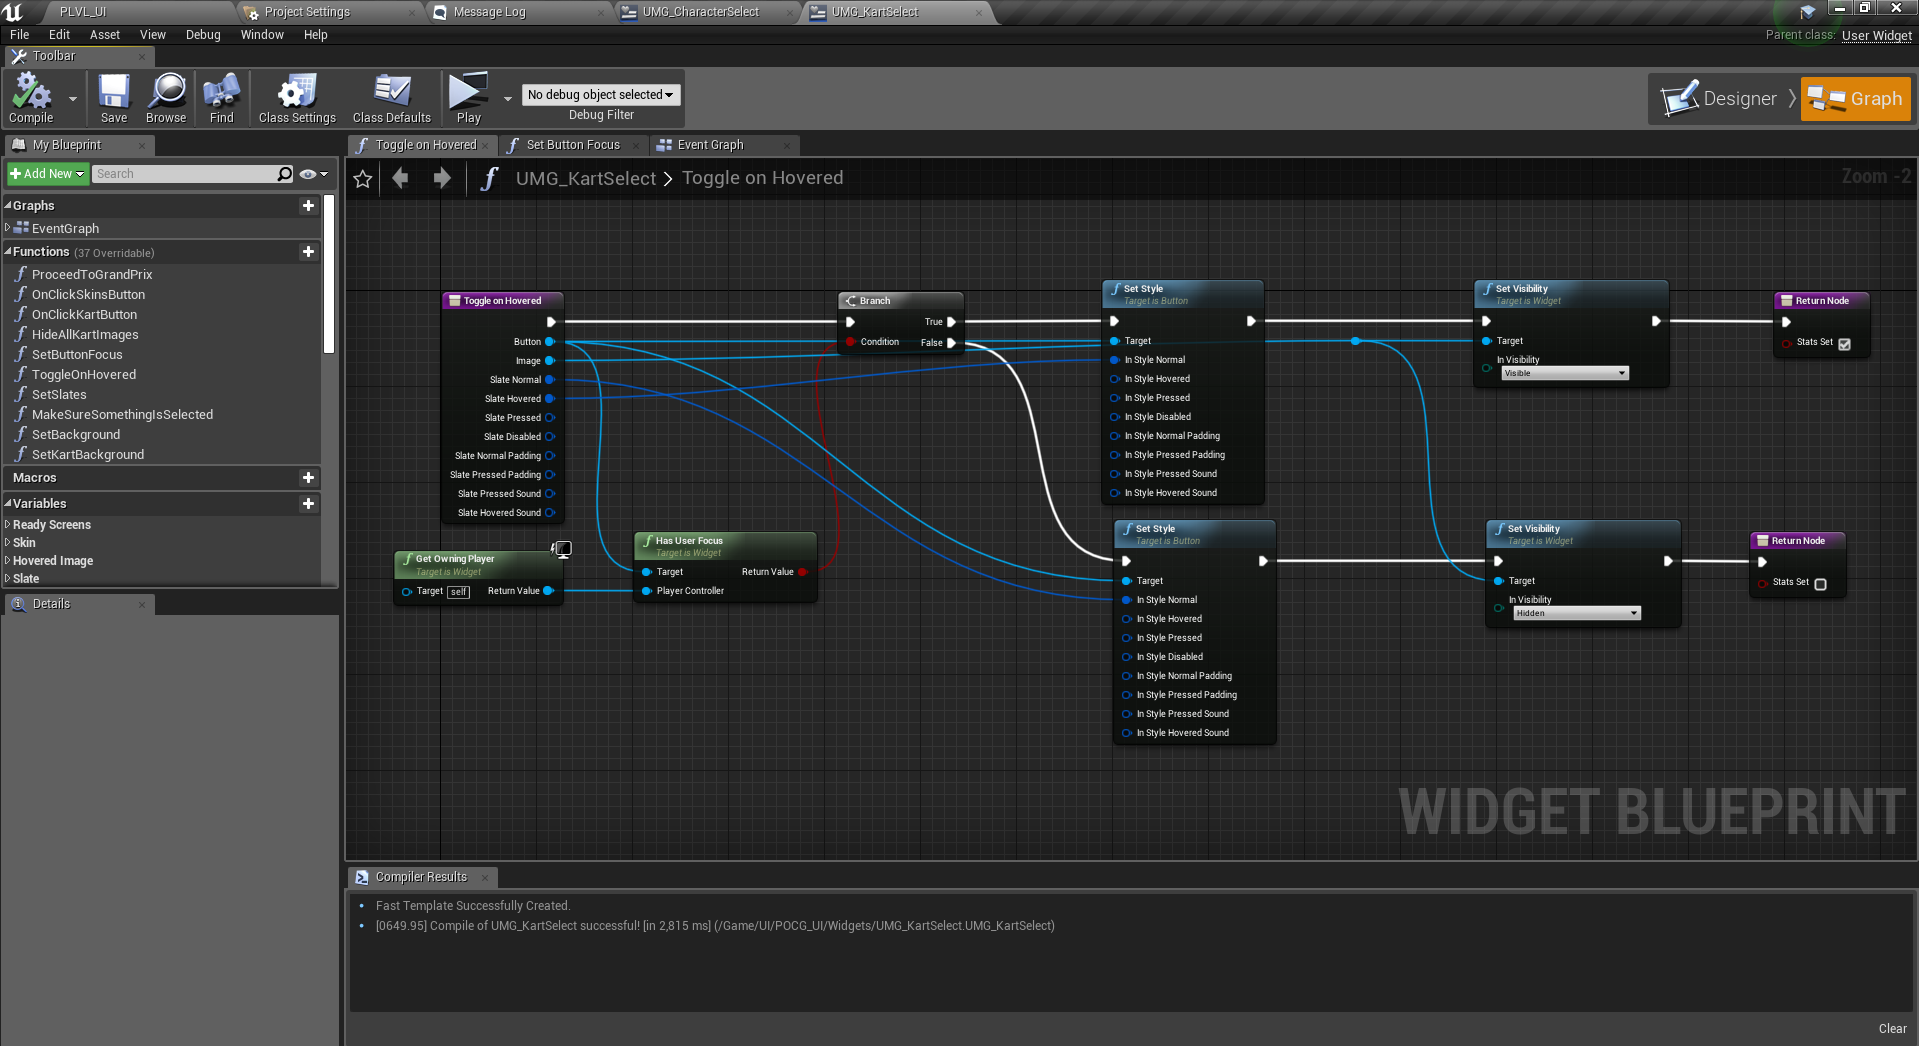 PLVL_UI
Project Settings
Message Log
UMG_CharacterSelect
UMG_KartSelect
File
Edit
Asset
View
Debug
Window
Help
Parent class: User Widget
Toolbar
Compile
Save
Browse
Find
Class Settings
Class Defaults
Play
No debug object selected
Debug Filter
Designer
Graph
My Blueprint
Toggle on Hovered
Set Button Focus
Event Graph
Add New
Search
UMG_KartSelect > Toggle on Hovered
Zoom -2
Graphs
EventGraph
Functions (37 Overridable)
ProceedToGrandPrix
OnClickSkinsButton
OnClickKartButton
HideAllKartImages
SetButtonFocus
ToggleOnHovered
SetSlates
MakeSureSomethingIsSelected
SetBackground
SetKartBackground
Macros
Variables
Ready Screens
Skin
Hovered Image
Slate
Details
Toggle on Hovered
Button
Image
Slate Normal
Slate Hovered
Slate Pressed
Slate Disabled
Slate Normal Padding
Slate Pressed Padding
Slate Pressed Sound
Slate Hovered Sound
Get Owning Player
Target is Widget
Target self
Return Value
Has User Focus
Target is Widget
Target
Return Value
Player Controller
Branch
True
Condition
False
Set Style
Target is Button
Target
In Style Normal
In Style Hovered
In Style Pressed
In Style Disabled
In Style Normal Padding
In Style Pressed Padding
In Style Pressed Sound
In Style Hovered Sound
Set Style
Target is Button
Target
In Style Normal
In Style Hovered
In Style Pressed
In Style Disabled
In Style Normal Padding
In Style Pressed Padding
In Style Pressed Sound
In Style Hovered Sound
Set Visibility
Target is Widget
Target
In Visibility
Visible
Return Node
Stats Set
Set Visibility
Target is Widget
Target
In Visibility
Hidden
Return Node
Stats Set
WIDGET BLUEPRINT
Compiler Results
Fast Template Successfully Created.
[0649.95] Compile of UMG_KartSelect successful! [in 2,815 ms] (/Game/UI/POCG_UI/Widgets/UMG_KartSelect.UMG_KartSelect)
Clear